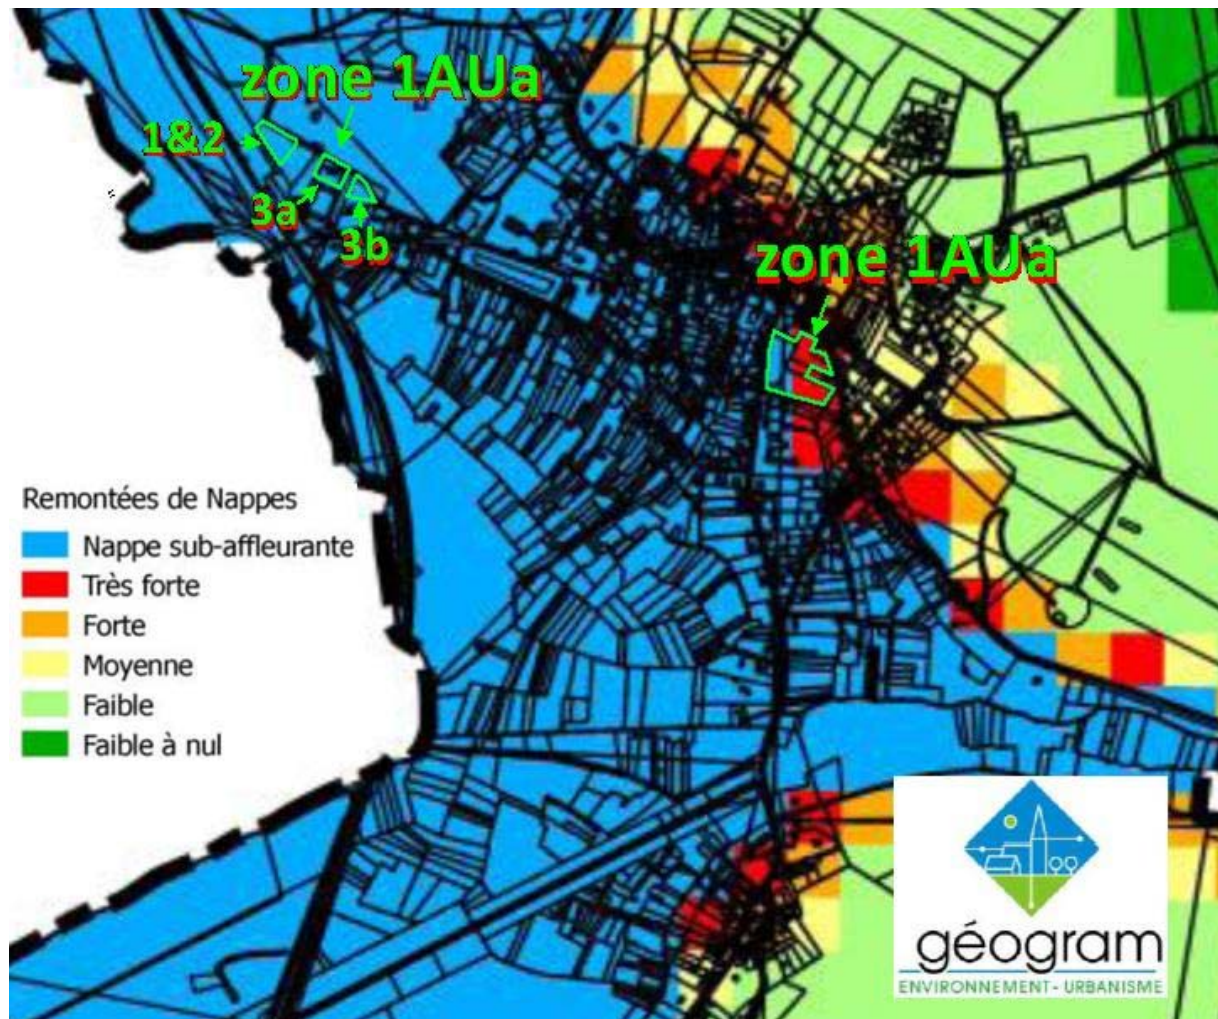 zone 1AUa
1&2
3a
3b
zone 1AUa
Remontées de Nappes
Nappe sub-affleurante
Très forte
Forte
Moyenne
Faible
Faible à nul
géogram
ENVIRONNEMENT - URBANISME